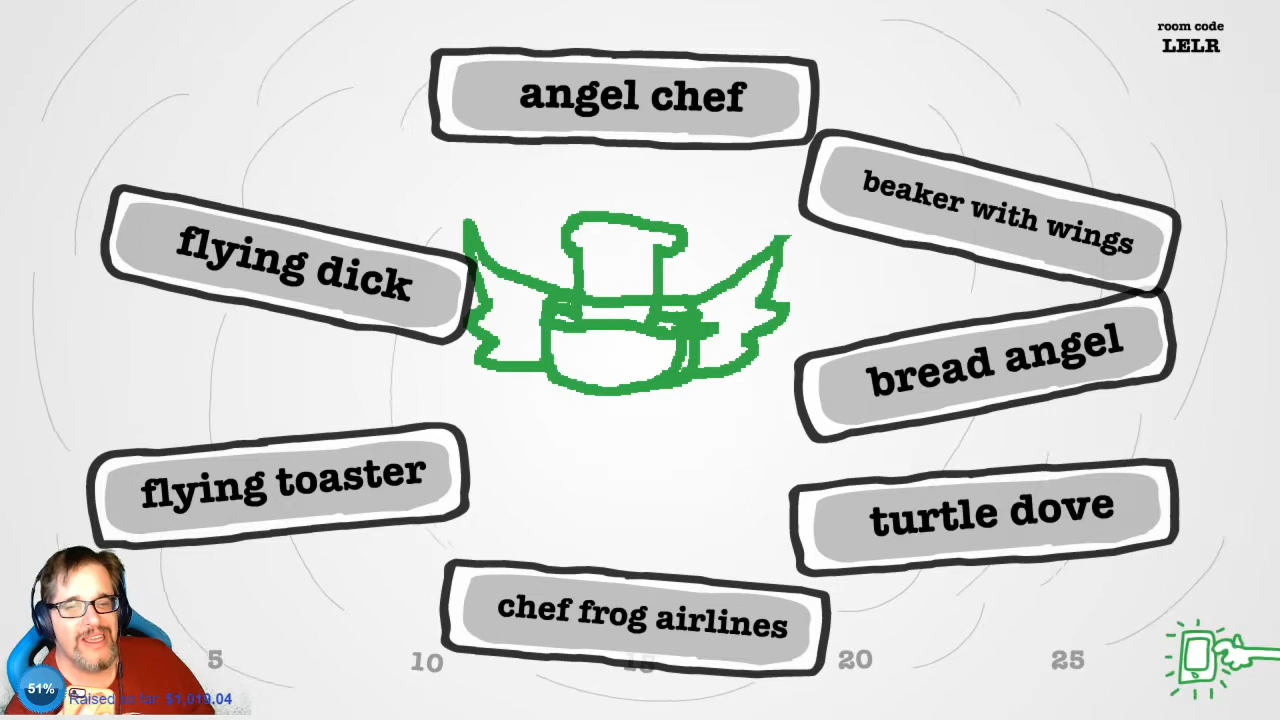 room code
LELR
angel chef
beaker with wings
flying dick
bread angel
flying toaster
turtle dove
chef frog airlines
5
10
15
20
25
51%
Raised so far: $1,019.04